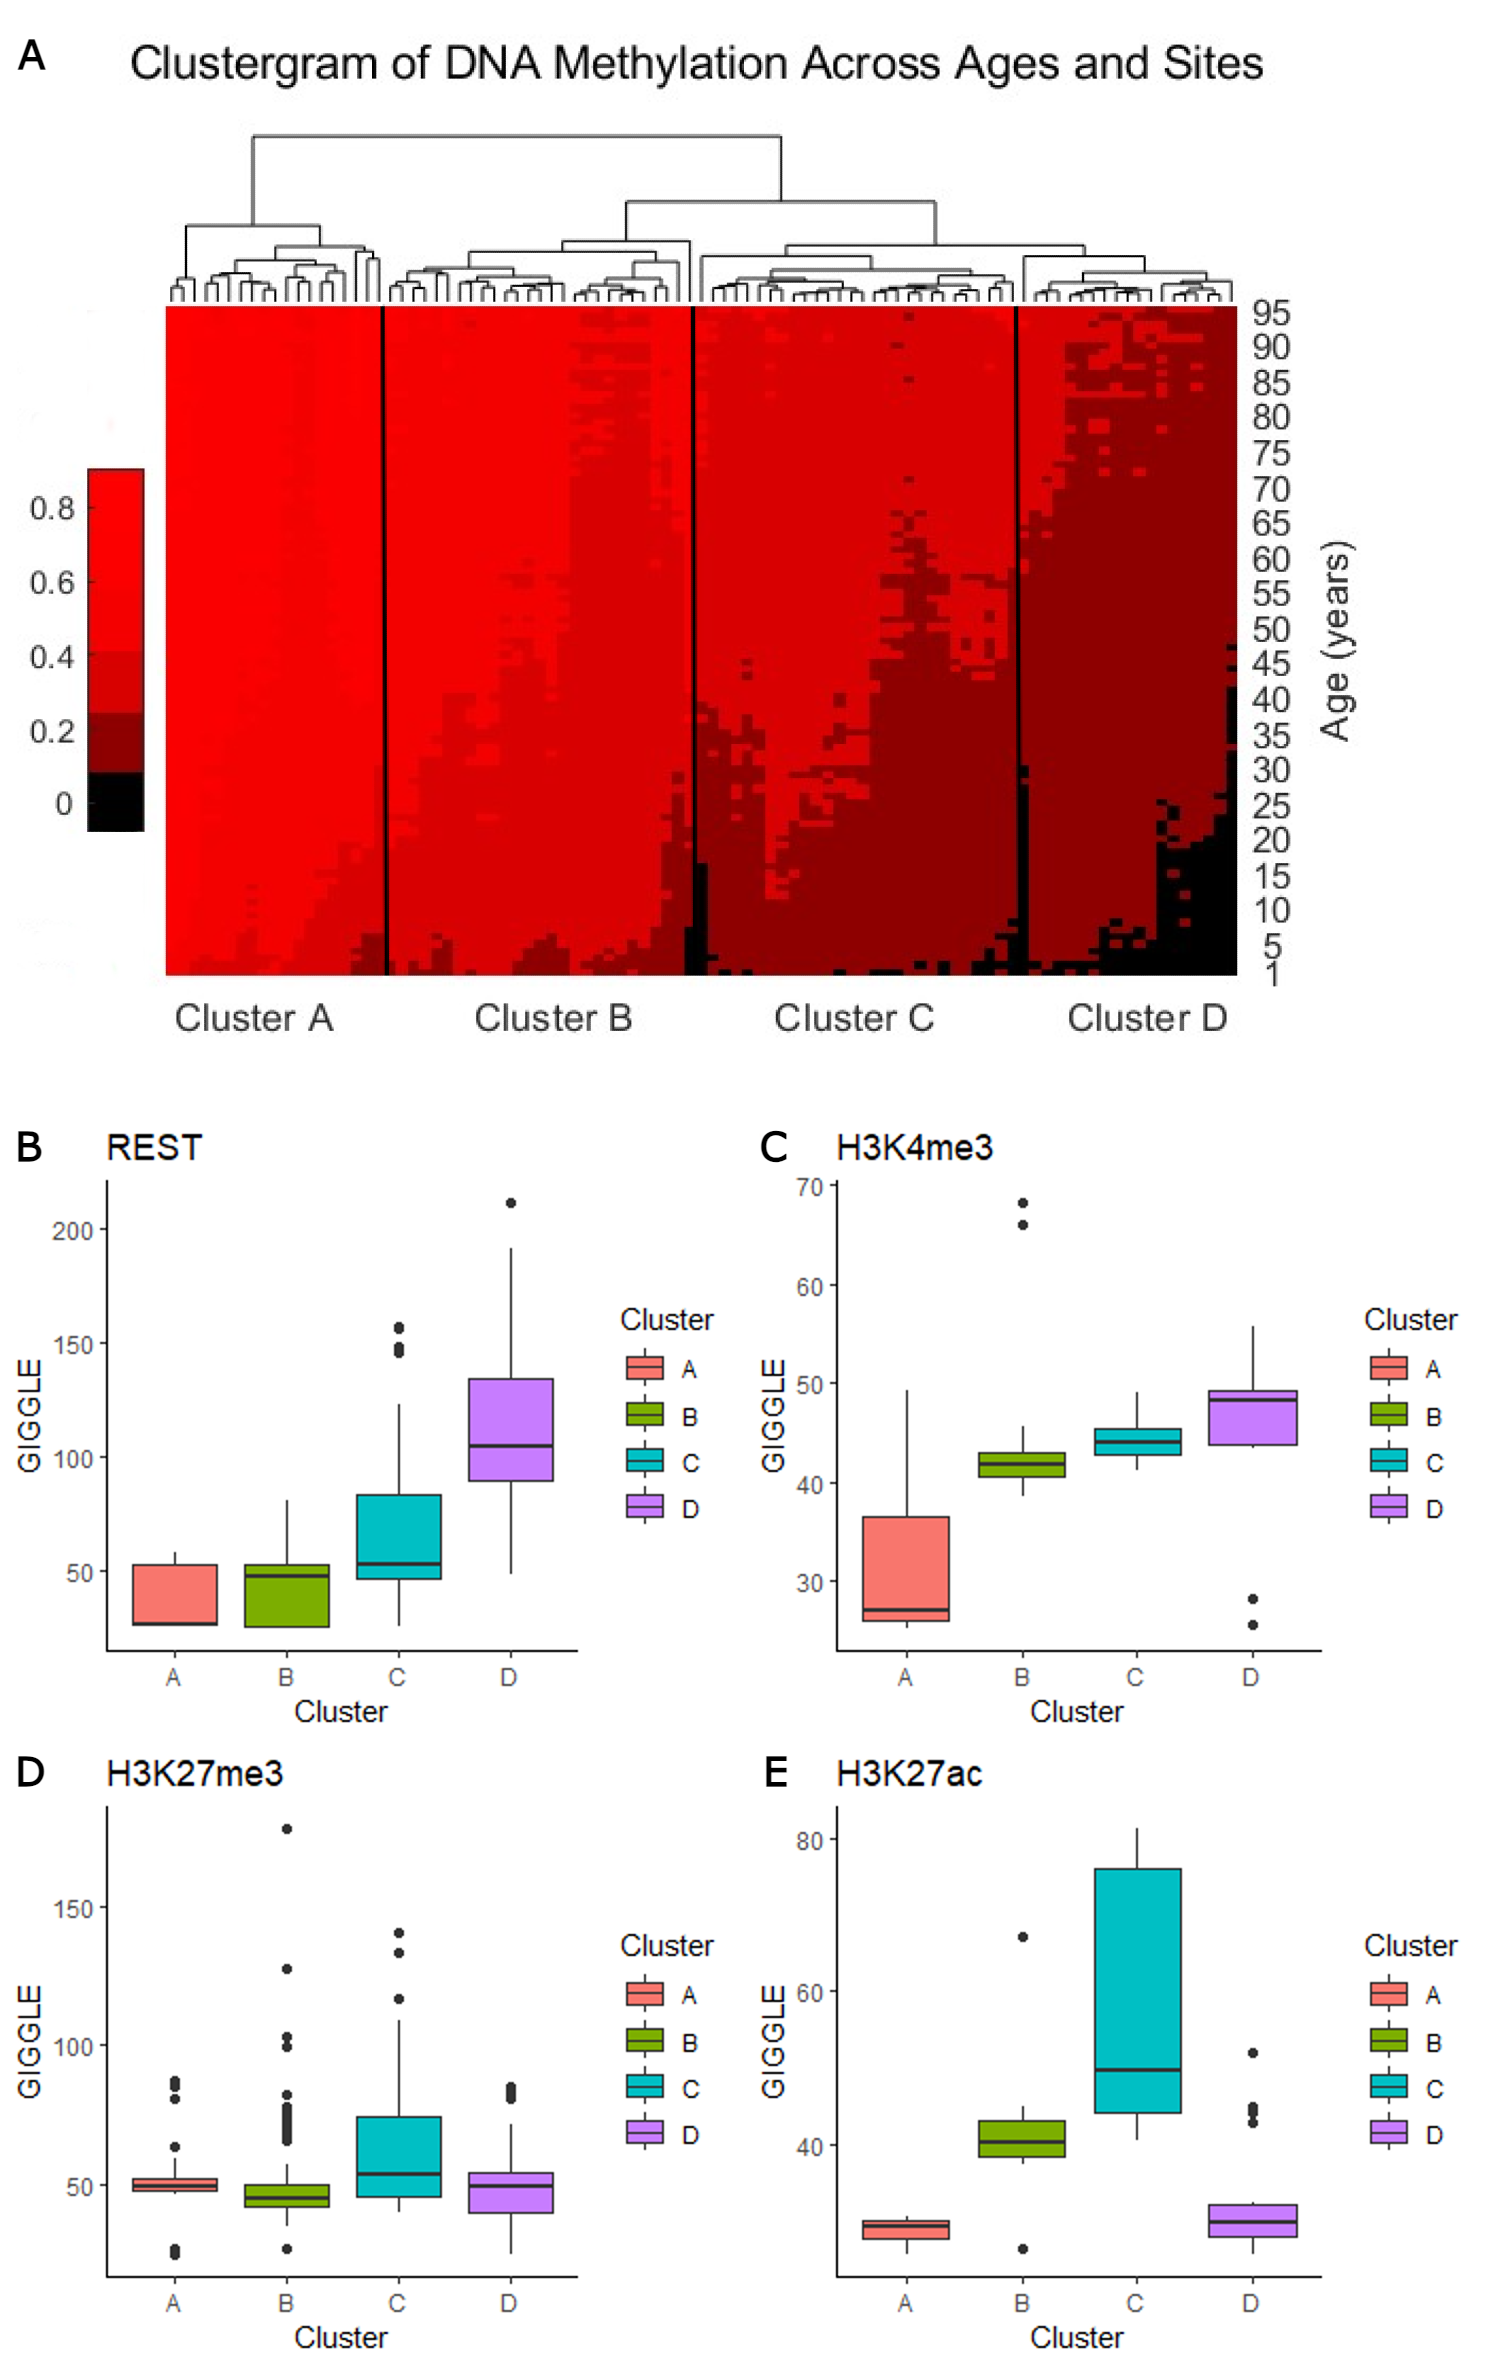 A
Clustergram of DNA Methylation Across Ages and Sites
0.8
0.6
0.4
0.2
0
95
90
85
80
75
70
65
60
55
50
45
40
35
30
25
20
15
10
5
1
Age (years)
Cluster A
Cluster B
Cluster C
Cluster D
B
REST
200
150
100
50
GIGGLE
A
B
C
D
Cluster
Cluster
A
B
C
D
C
H3K4me3
70
60
50
40
30
GIGGLE
A
B
C
D
Cluster
Cluster
A
B
C
D
D
H3K27me3
150
100
50
GIGGLE
A
B
C
D
Cluster
Cluster
A
B
C
D
E
H3K27ac
80
60
40
GIGGLE
A
B
C
D
Cluster
Cluster
A
B
C
D